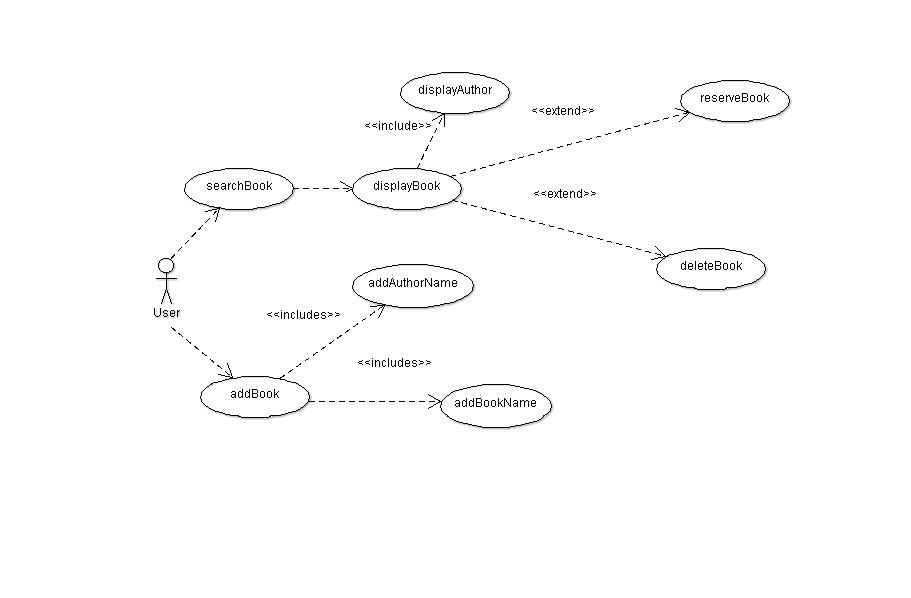 displayAuthor
<<extend>>
reserveBook
<<include>>
searchBook
displayBook
<<extend>>
deleteBook
User
addAuthorName
<<includes>>
<<includes>>
addBook
addBookName